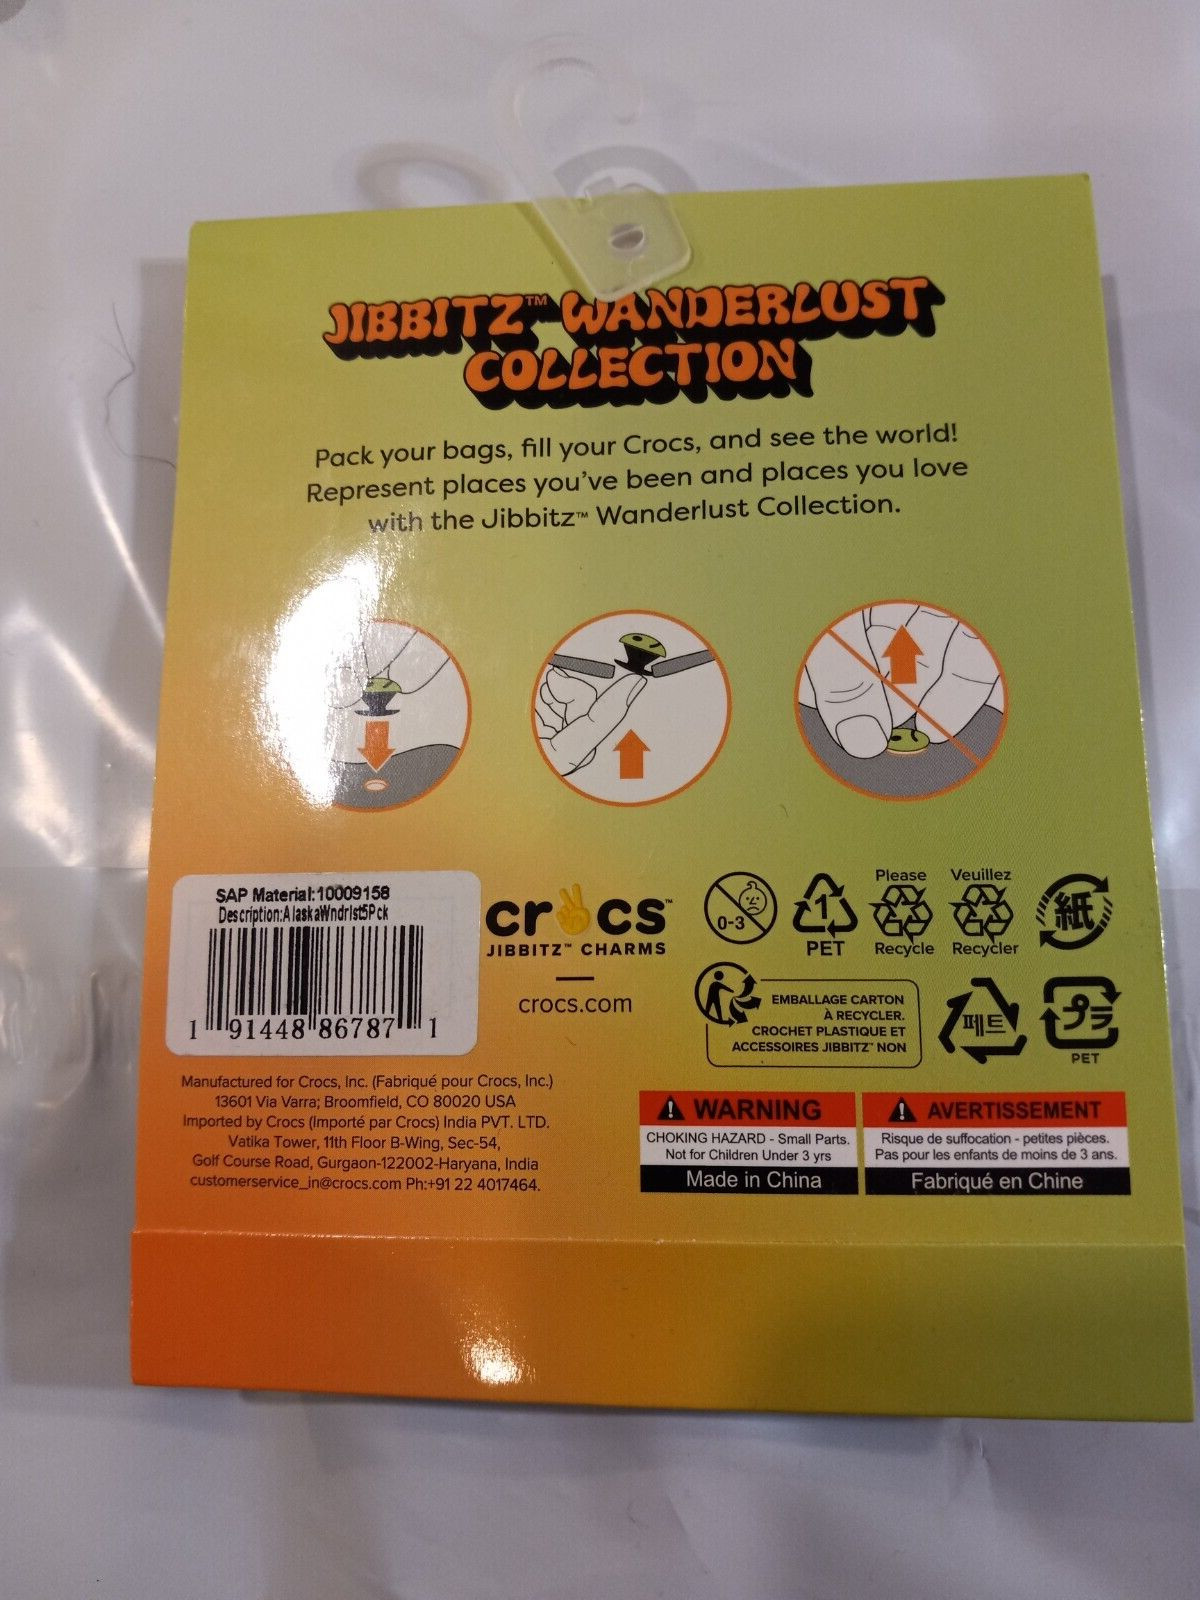 JIBBITZ™ WANDERLUST
COLLECTION
Pack your bags, fill your Crocs, and see the world!
Represent places you've been and places you love
with the Jibbitz™ Wanderlust Collection.
SAP Material:10009158
Description:AlaskaWndrlst5Pck
1 91448 86787 1
crocs™
JIBBITZ™ CHARMS
crocs.com
0-3
1
PET
Please
Recycle
Veuillez
Recycler
紙
EMBALLAGE CARTON
À RECYCLER.
CROCHET PLASTIQUE ET
ACCESSOIRES JIBBITZ™ NON
페트
プラ
PET
Manufactured for Crocs, Inc. (Fabriqué pour Crocs, Inc.)
13601 Via Varra; Broomfield, CO 80020 USA
Imported by Crocs (Importé par Crocs) India PVT. LTD.
Vatika Tower, 11th Floor B-Wing, Sec-54,
Golf Course Road, Gurgaon-122002-Haryana, India
customerservice_in@crocs.com Ph:+91 22 4017464.
WARNING
CHOKING HAZARD - Small Parts.
Not for Children Under 3 yrs
Made in China
AVERTISSEMENT
Risque de suffocation - petites pièces.
Pas pour les enfants de moins de 3 ans.
Fabriqué en Chine